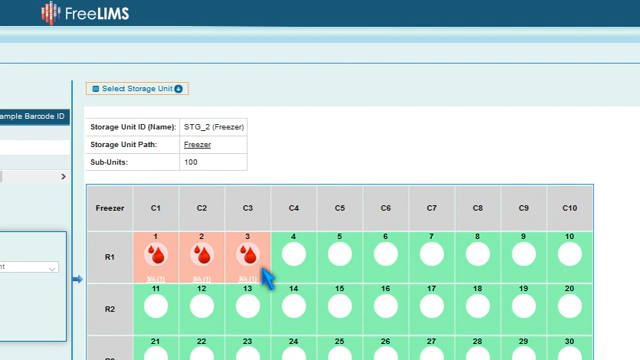 FreeLIMS
Select Storage Unit
ample Barcode ID
Storage Unit ID (Name): STG_2 (Freezer)
Storage Unit Path: Freezer
Sub-Units: 100
Freezer C1 C2 C3 C4 C5 C6 C7 C8 C9 C10
R1 1 2 3 4 5 6 7 8 9 10
nt
R2 11 12 13 14 15 16 17 18 19 20
21 22 23 24 25 26 27 28 29 30